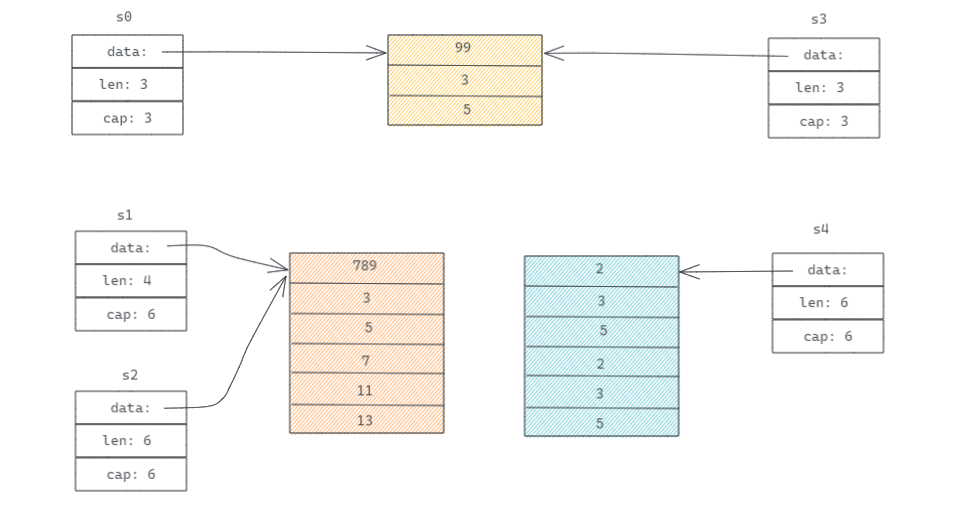 s0
data:
len: 3
cap: 3
99
3
5
s3
data:
len: 3
cap: 3
s1
data:
len: 4
cap: 6
s2
data:
len: 6
cap: 6
789
3
5
7
11
13
2
3
5
2
3
5
s4
data:
len: 6
cap: 6